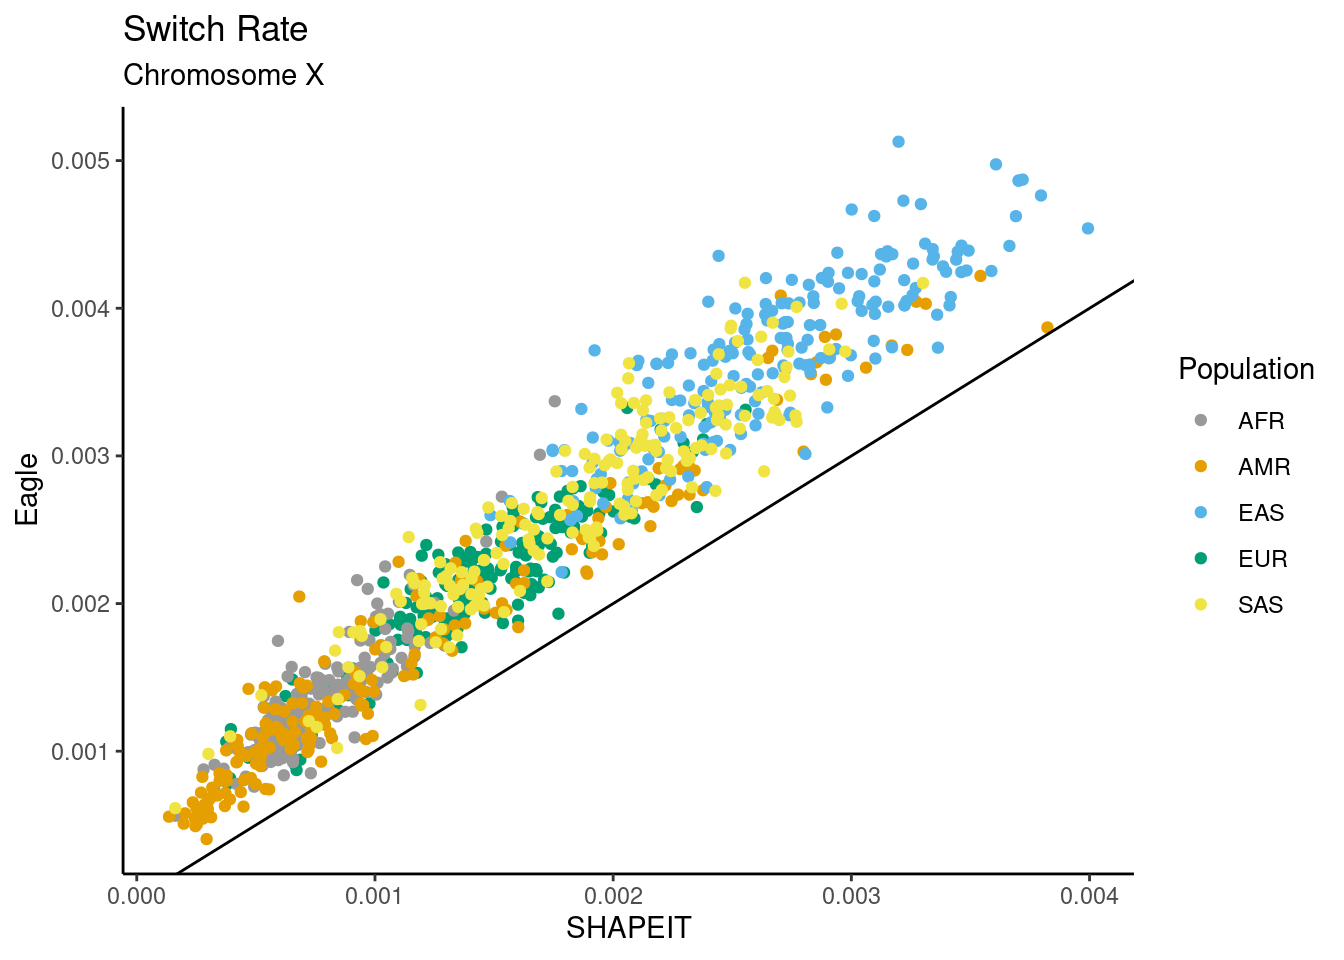 Switch Rate
Chromosome X
0.005
0.004
0.003
0.002
0.001
Eagle
0.000
0.001
0.002
0.003
0.004
SHAPEIT
Population
AFR
AMR
EAS
EUR
SAS